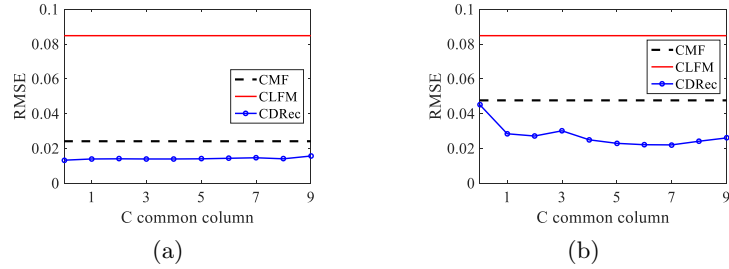 0.1
0.08
0.06
0.04
0.02
0
RMSE
CMF
CLFM
CDRec
1 3 5 7 9
C common column
(a)
0.1
0.08
0.06
0.04
0.02
0
RMSE
CMF
CLFM
CDRec
1 3 5 7 9
C common column
(b)